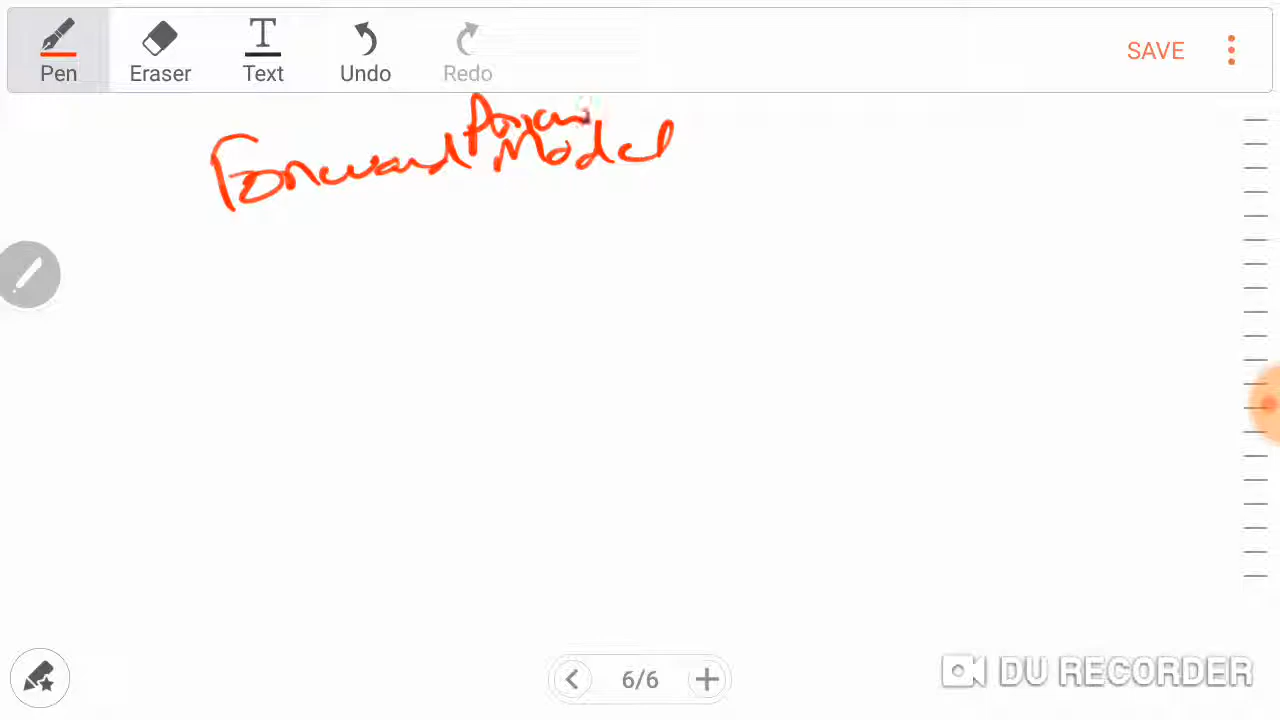 Pen
Eraser
Text
Undo
Redo
SAVE
Forward Model
6/6
DU RECORDER